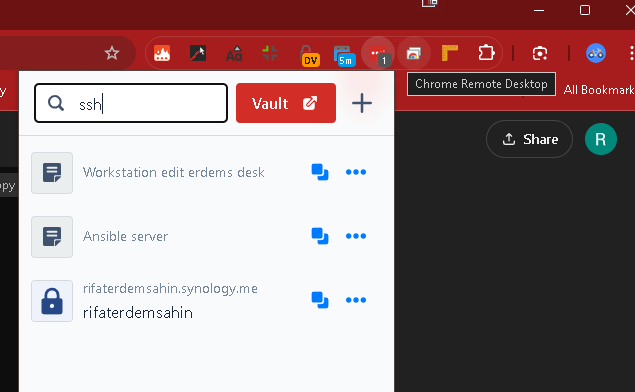 DV
5m
1
y
Chrome Remote Desktop
All Bookmark
ssh
Vault
Share
R
opy
Workstation edit erdems desk
Ansible server
rifaterdemsahin.synology.me
rifaterdemsahin